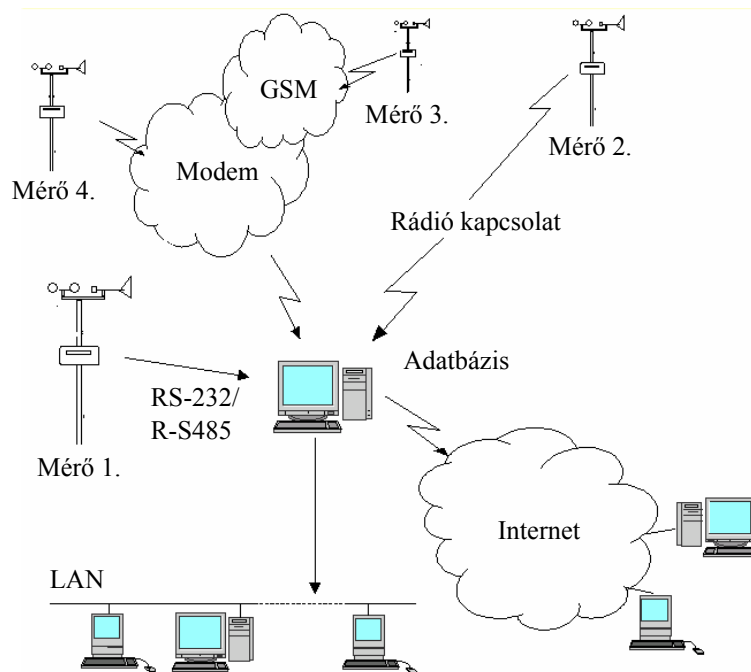 GSM
Mérő 3.
Mérő 2.
Modem
Mérő 4.
Rádió kapcsolat
Adatbázis
RS-232/
R-S485
Mérő 1.
Internet
LAN